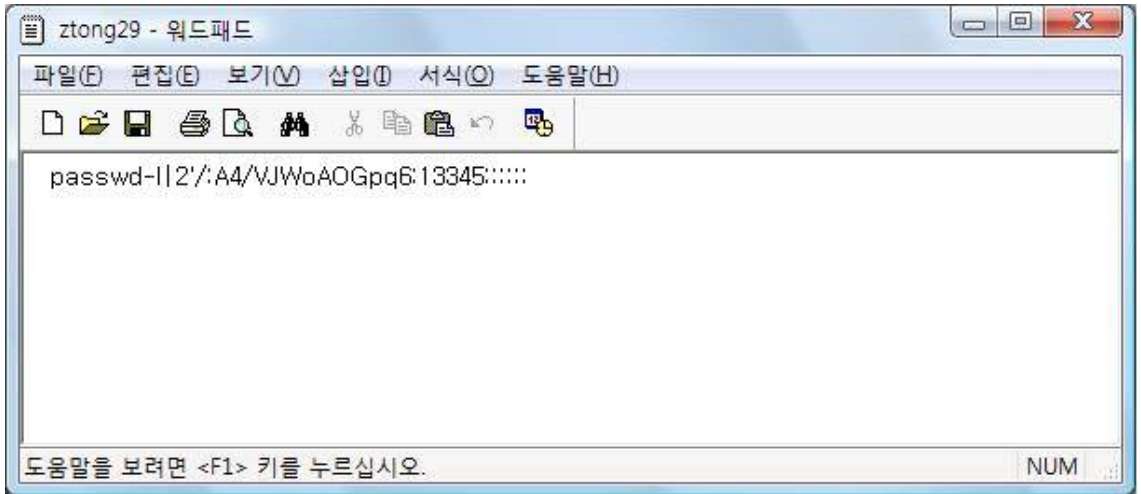 ztong29 - 워드패드
파일(F) 편집(E) 보기(V) 삽입(I) 서식(O) 도움말(H)
passwd-l|2'/:A4/VJWoAOGpq6:13345::::::
도움말을 보려면 <F1> 키를 누르십시오. NUM